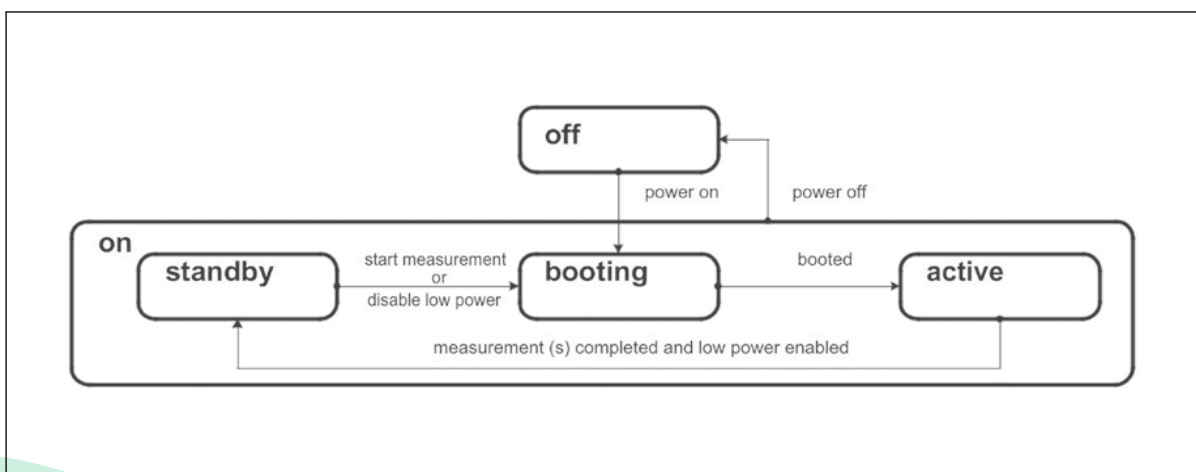 off
power on
power off
on
standby
start measurement
or
disable low power
booting
booted
active
measurement (s) completed and low power enabled